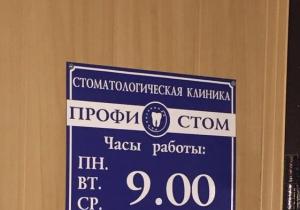 СТОМАТОЛОГИЧЕСКАЯ КЛИНИКА
ПРОФИ СТОМ
Часы работы:
ПН.
ВТ. 9.00
СР.